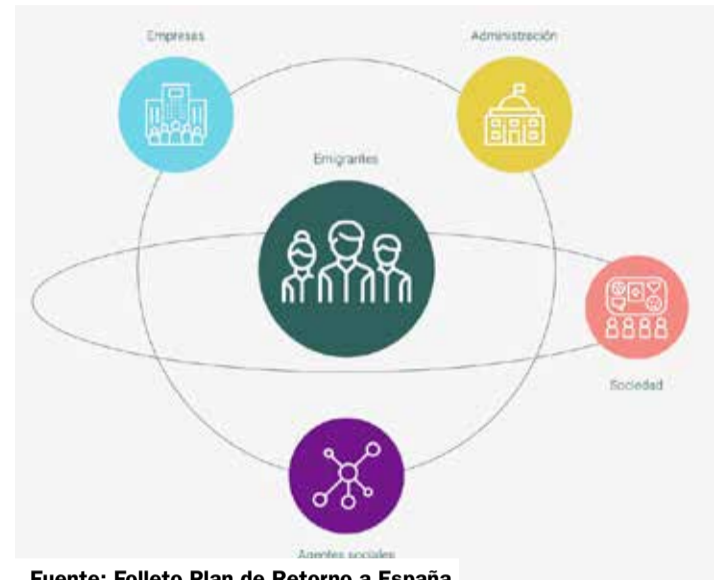 Empresas
Administración
Emigrantes
Sociedad
Agentes sociales
Fuente: Folleto Plan de Retorno a España